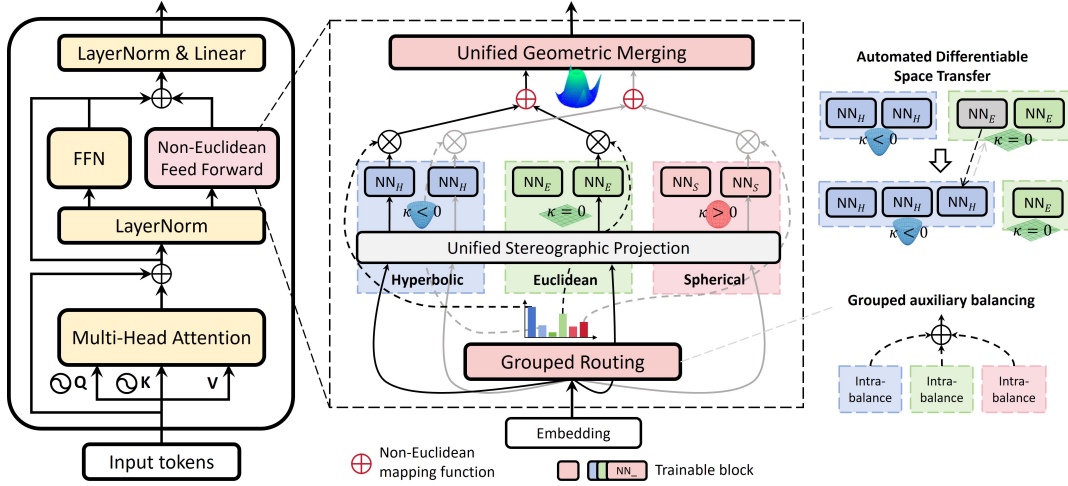 LayerNorm & Linear
FFN
Non-Euclidean
Feed Forward
LayerNorm
Multi-Head Attention
Q
K
V
Input tokens
Unified Geometric Merging
NN_H
NN_H
κ < 0
NN_E
NN_E
κ = 0
NN_S
NN_S
κ > 0
Unified Stereographic Projection
Hyperbolic
Euclidean
Spherical
Grouped Routing
Embedding
Non-Euclidean
mapping function
NN_
Trainable block
Automated Differentiable
Space Transfer
NN_H
NN_H
κ < 0
NN_E
NN_E
κ = 0
NN_H
NN_H
NN_H
κ < 0
NN_E
κ = 0
Grouped auxiliary balancing
Intra-
balance
Intra-
balance
Intra-
balance